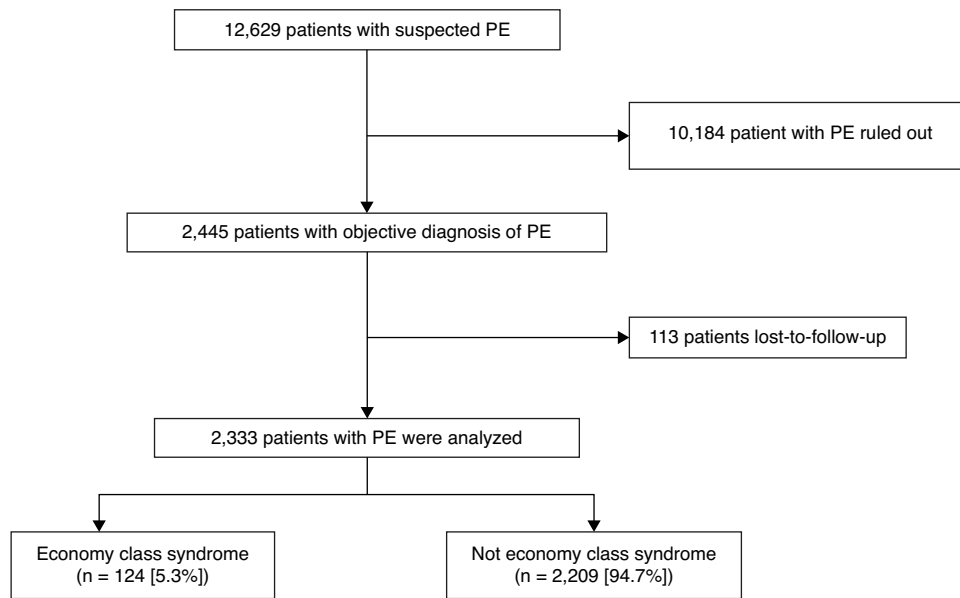 12,629 patients with suspected PE
10,184 patient with PE ruled out
2,445 patients with objective diagnosis of PE
113 patients lost-to-follow-up
2,333 patients with PE were analyzed
Economy class syndrome
(n = 124 [5.3%])
Not economy class syndrome
(n = 2,209 [94.7%])